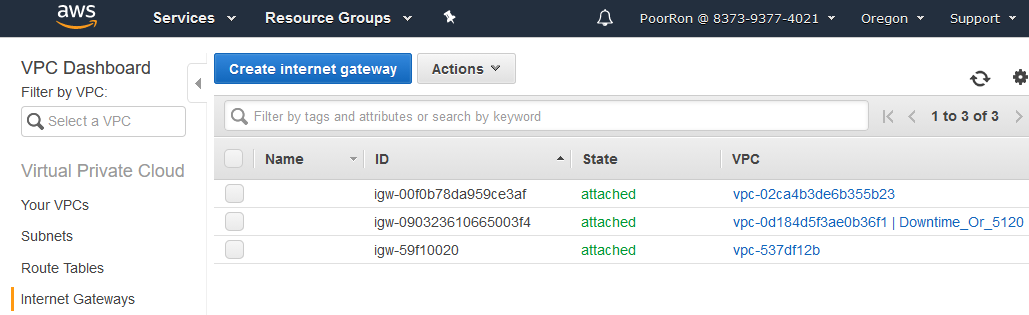 aws Services Resource Groups PoorRon @ 8373-9377-4021 Oregon Support
VPC Dashboard
Filter by VPC:
Select a VPC
Virtual Private Cloud
Your VPCs
Subnets
Route Tables
Internet Gateways
Create internet gateway Actions
Filter by tags and attributes or search by keyword 1 to 3 of 3
Name ID State VPC
igw-00f0b78da959ce3af attached vpc-02ca4b3de6b355b23
igw-090323610665003f4 attached vpc-0d184d5f3ae0b36f1 | Downtime_Or_5120
igw-59f10020 attached vpc-537df12b